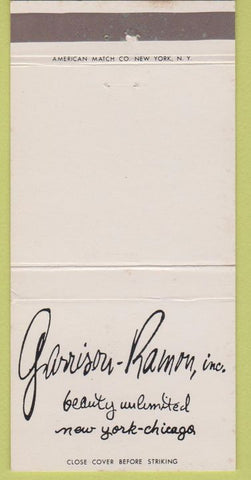 AMERICAN MATCH CO. NEW YORK, N.Y.
Garrison-Ramon, inc.
beauty unlimited
new york-chicago
CLOSE COVER BEFORE STRIKING